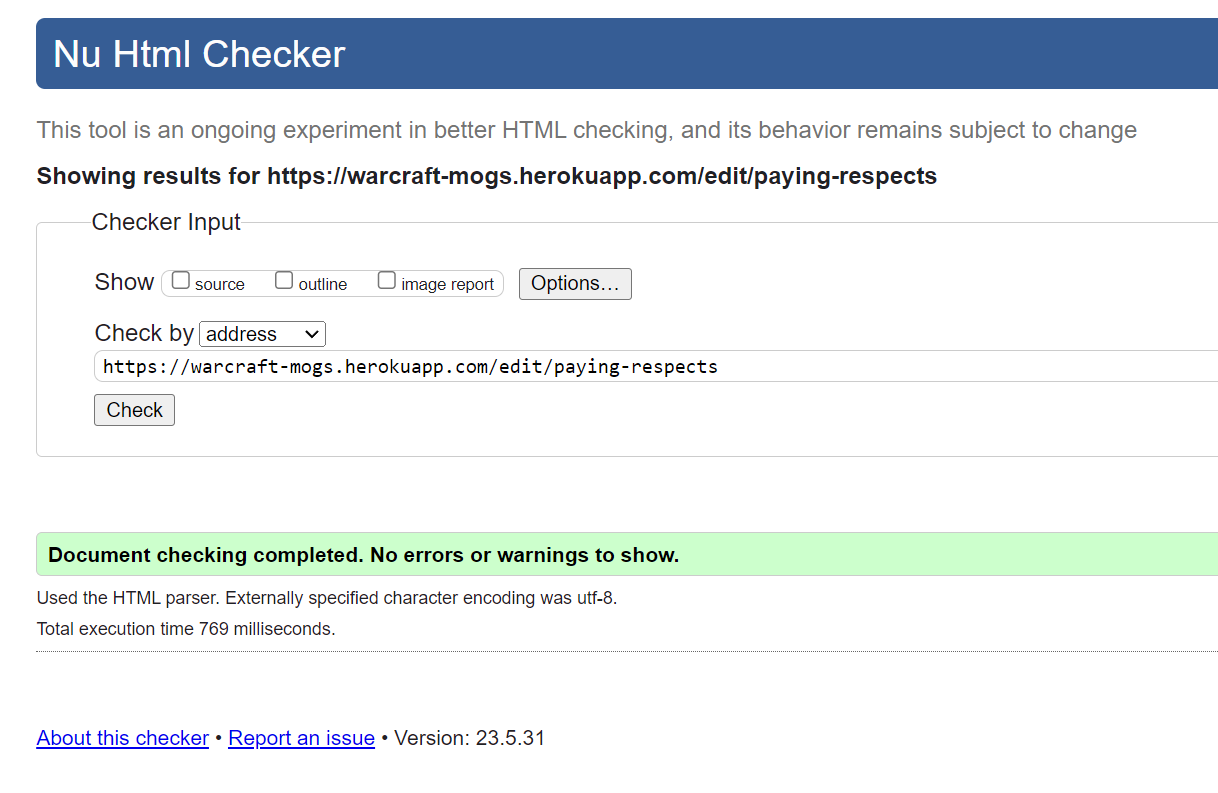 Nu Html Checker
This tool is an ongoing experiment in better HTML checking, and its behavior remains subject to change
Showing results for https://warcraft-mogs.herokuapp.com/edit/paying-respects
Checker Input
Show source outline image report Options…
Check by address
https://warcraft-mogs.herokuapp.com/edit/paying-respects
Check
Document checking completed. No errors or warnings to show.
Used the HTML parser. Externally specified character encoding was utf-8.
Total execution time 769 milliseconds.
About this checker • Report an issue • Version: 23.5.31